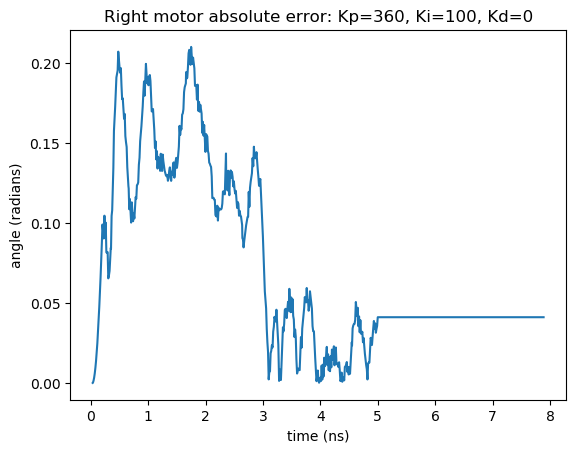 Right motor absolute error: Kp=360, Ki=100, Kd=0
angle (radians)
0.20
0.15
0.10
0.05
0.00
0 1 2 3 4 5 6 7 8
time (ns)